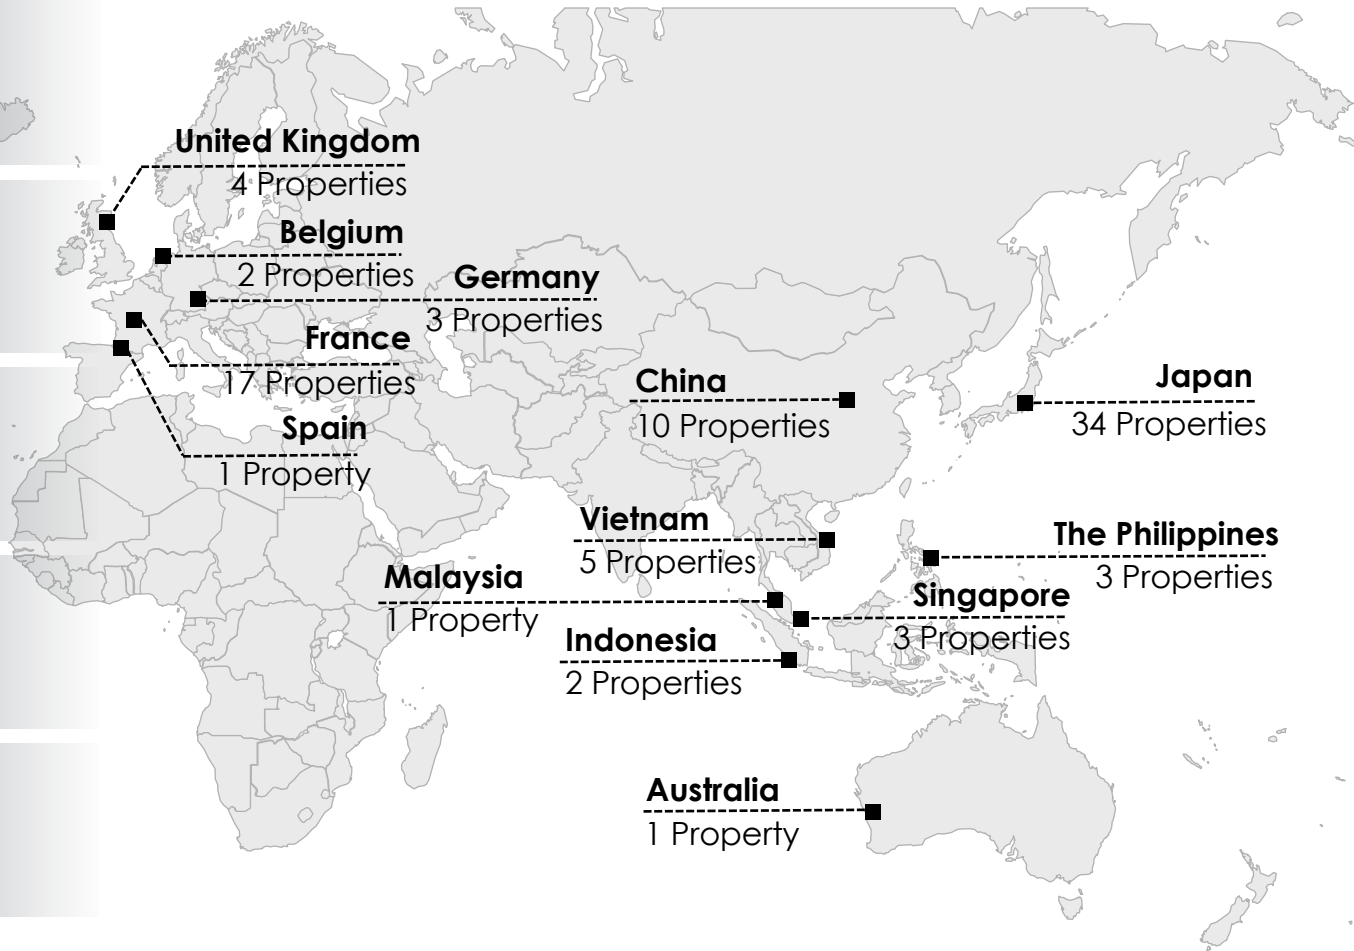 United Kingdom
4 Properties
Belgium
2 Properties
Germany
3 Properties
France
17 Properties
Spain
1 Property
China
10 Properties
Japan
34 Properties
Vietnam
5 Properties
The Philippines
3 Properties
Malaysia
1 Property
Singapore
3 Properties
Indonesia
2 Properties
Australia
1 Property